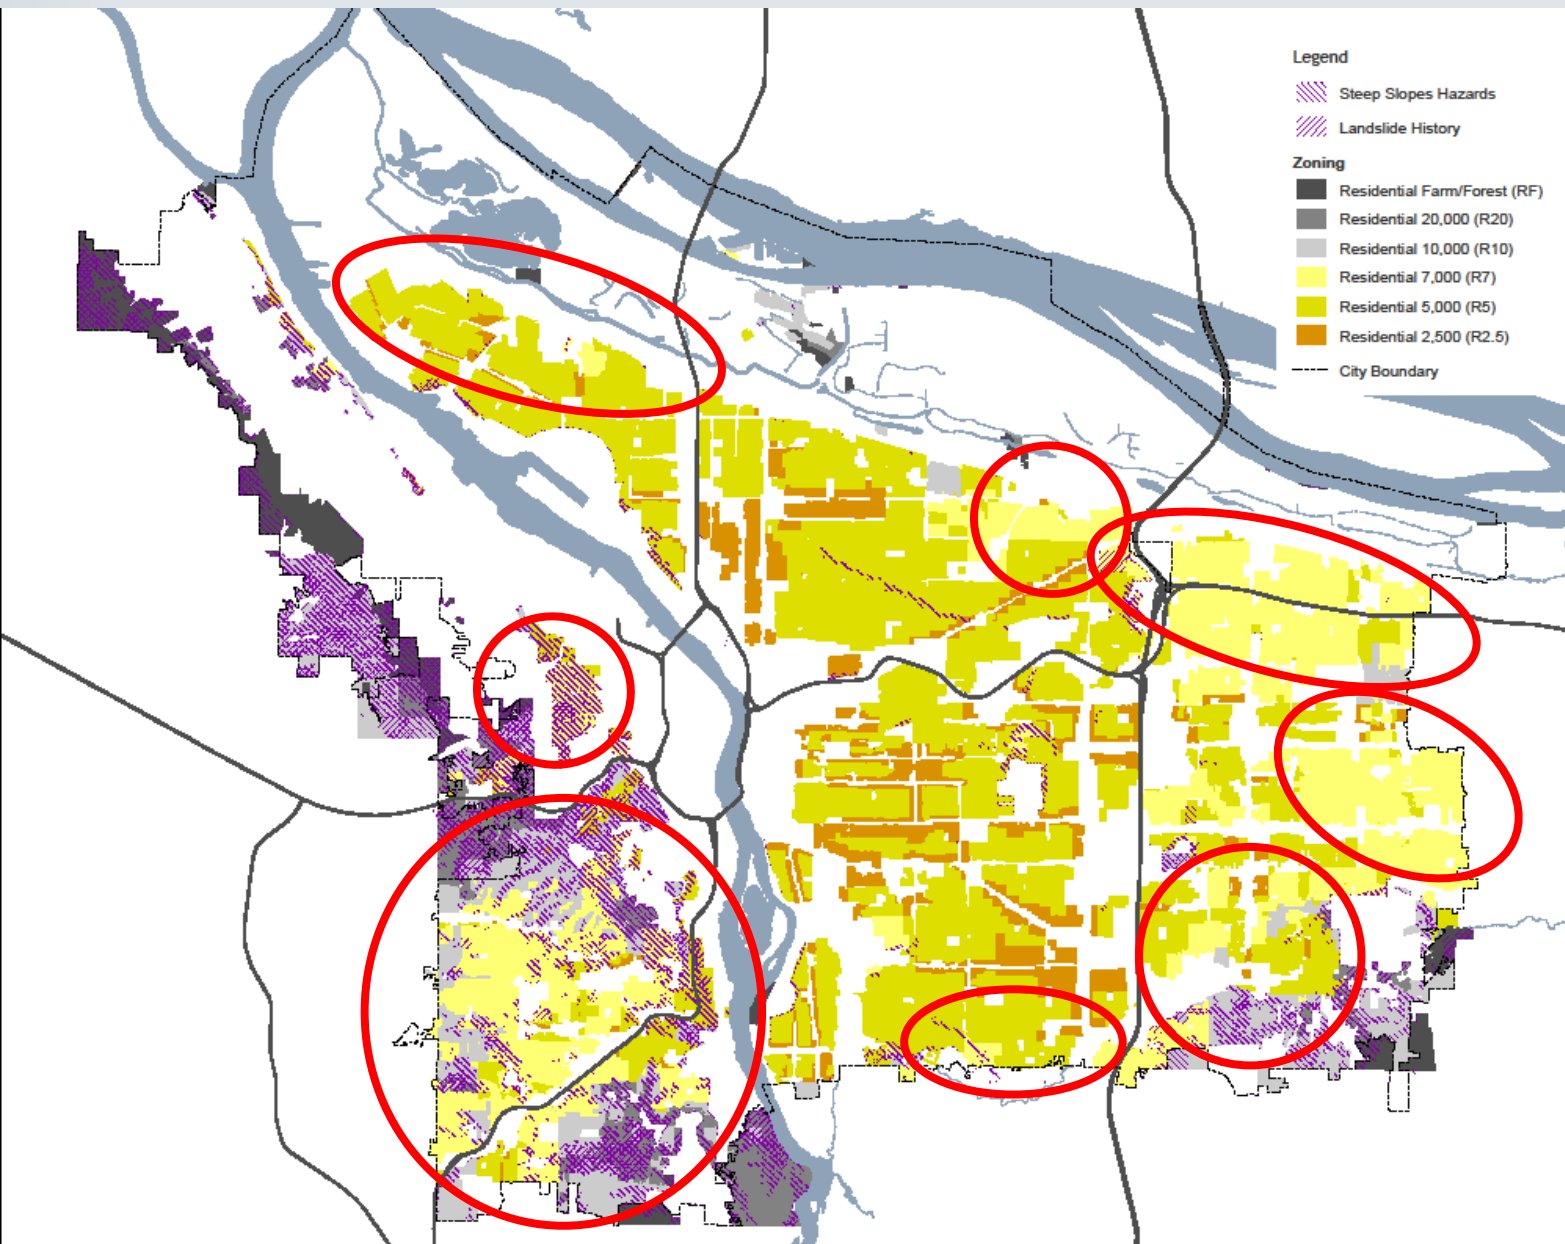 Legend
Steep Slopes Hazards
Landslide History
Zoning
Residential Farm/Forest (RF)
Residential 20,000 (R20)
Residential 10,000 (R10)
Residential 7,000 (R7)
Residential 5,000 (R5)
Residential 2,500 (R2.5)
City Boundary